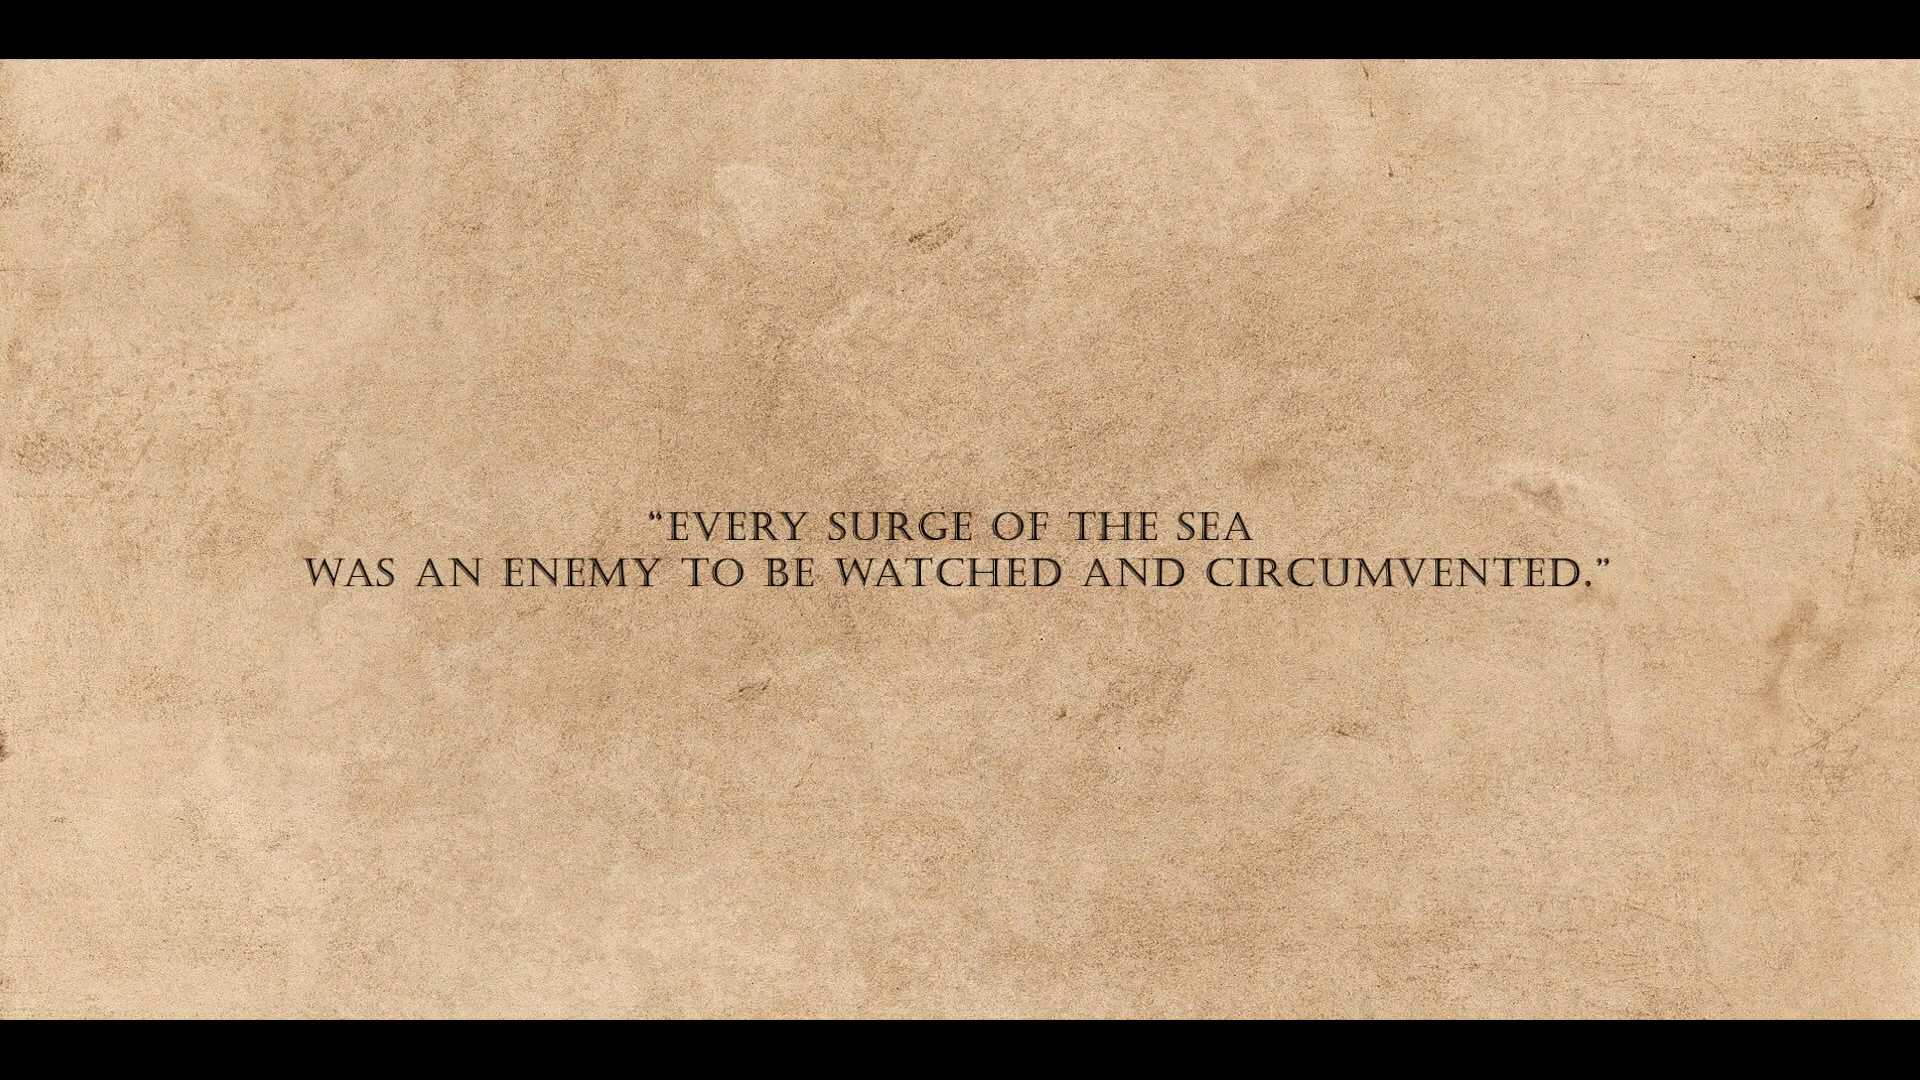 “EVERY SURGE OF THE SEA
WAS AN ENEMY TO BE WATCHED AND CIRCUMVENTED.”